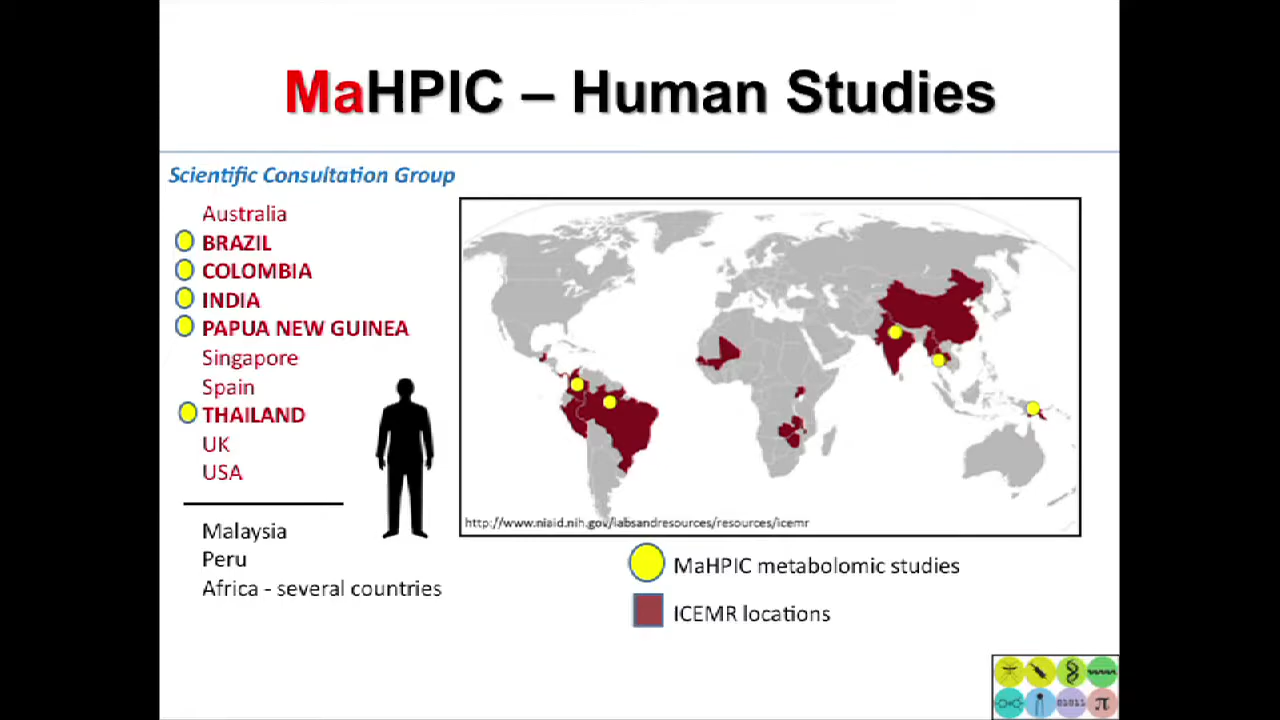 MaHPIC – Human Studies
Scientific Consultation Group
Australia
BRAZIL
COLOMBIA
INDIA
PAPUA NEW GUINEA
Singapore
Spain
THAILAND
UK
USA
Malaysia
Peru
Africa - several countries
http://www.niaid.nih.gov/labsandresources/resources/icemr
MaHPIC metabolomic studies
ICEMR locations
01011
π